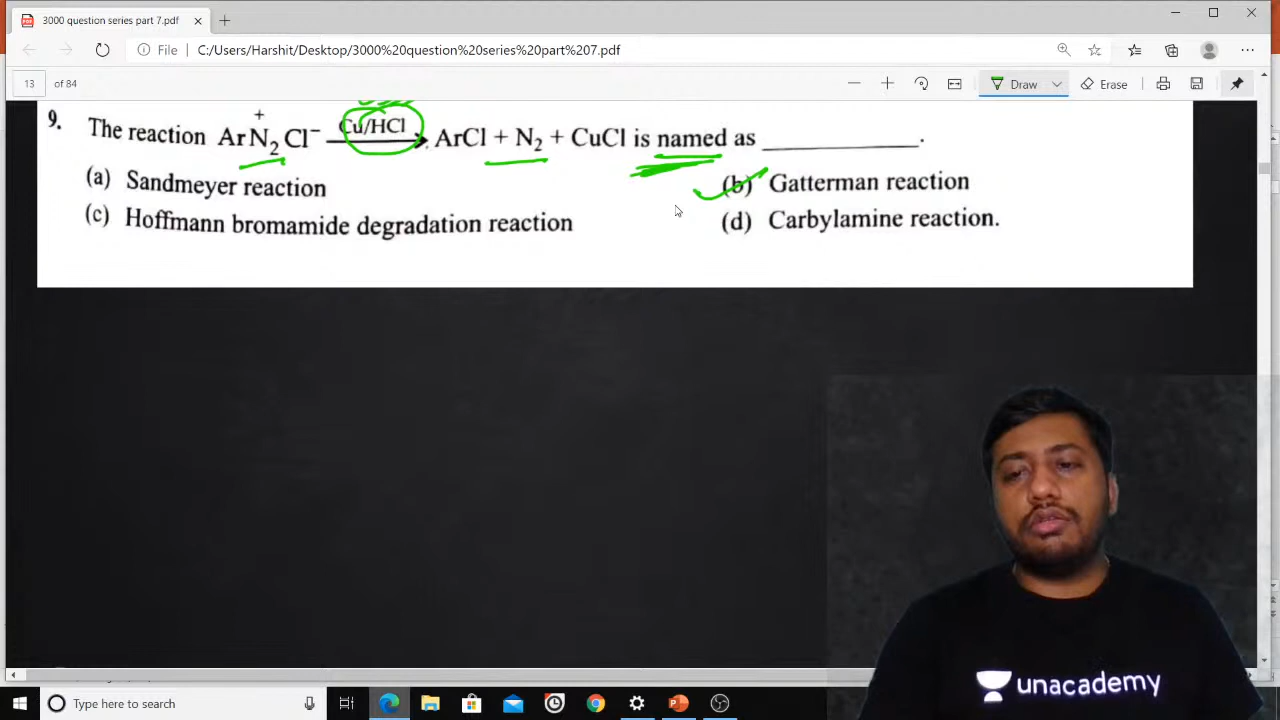 3000 question series part 7.pdf
File | C:/Users/Harshit/Desktop/3000%20question%20series%20part%207.pdf
13 of 84
Draw
Erase
9. The reaction ArN₂⁺Cl⁻ Cu/HCl → ArCl + N₂ + CuCl is named as ____________.
(a) Sandmeyer reaction (b) Gatterman reaction
(c) Hoffmann bromamide degradation reaction (d) Carbylamine reaction.
unacademy
Type here to search